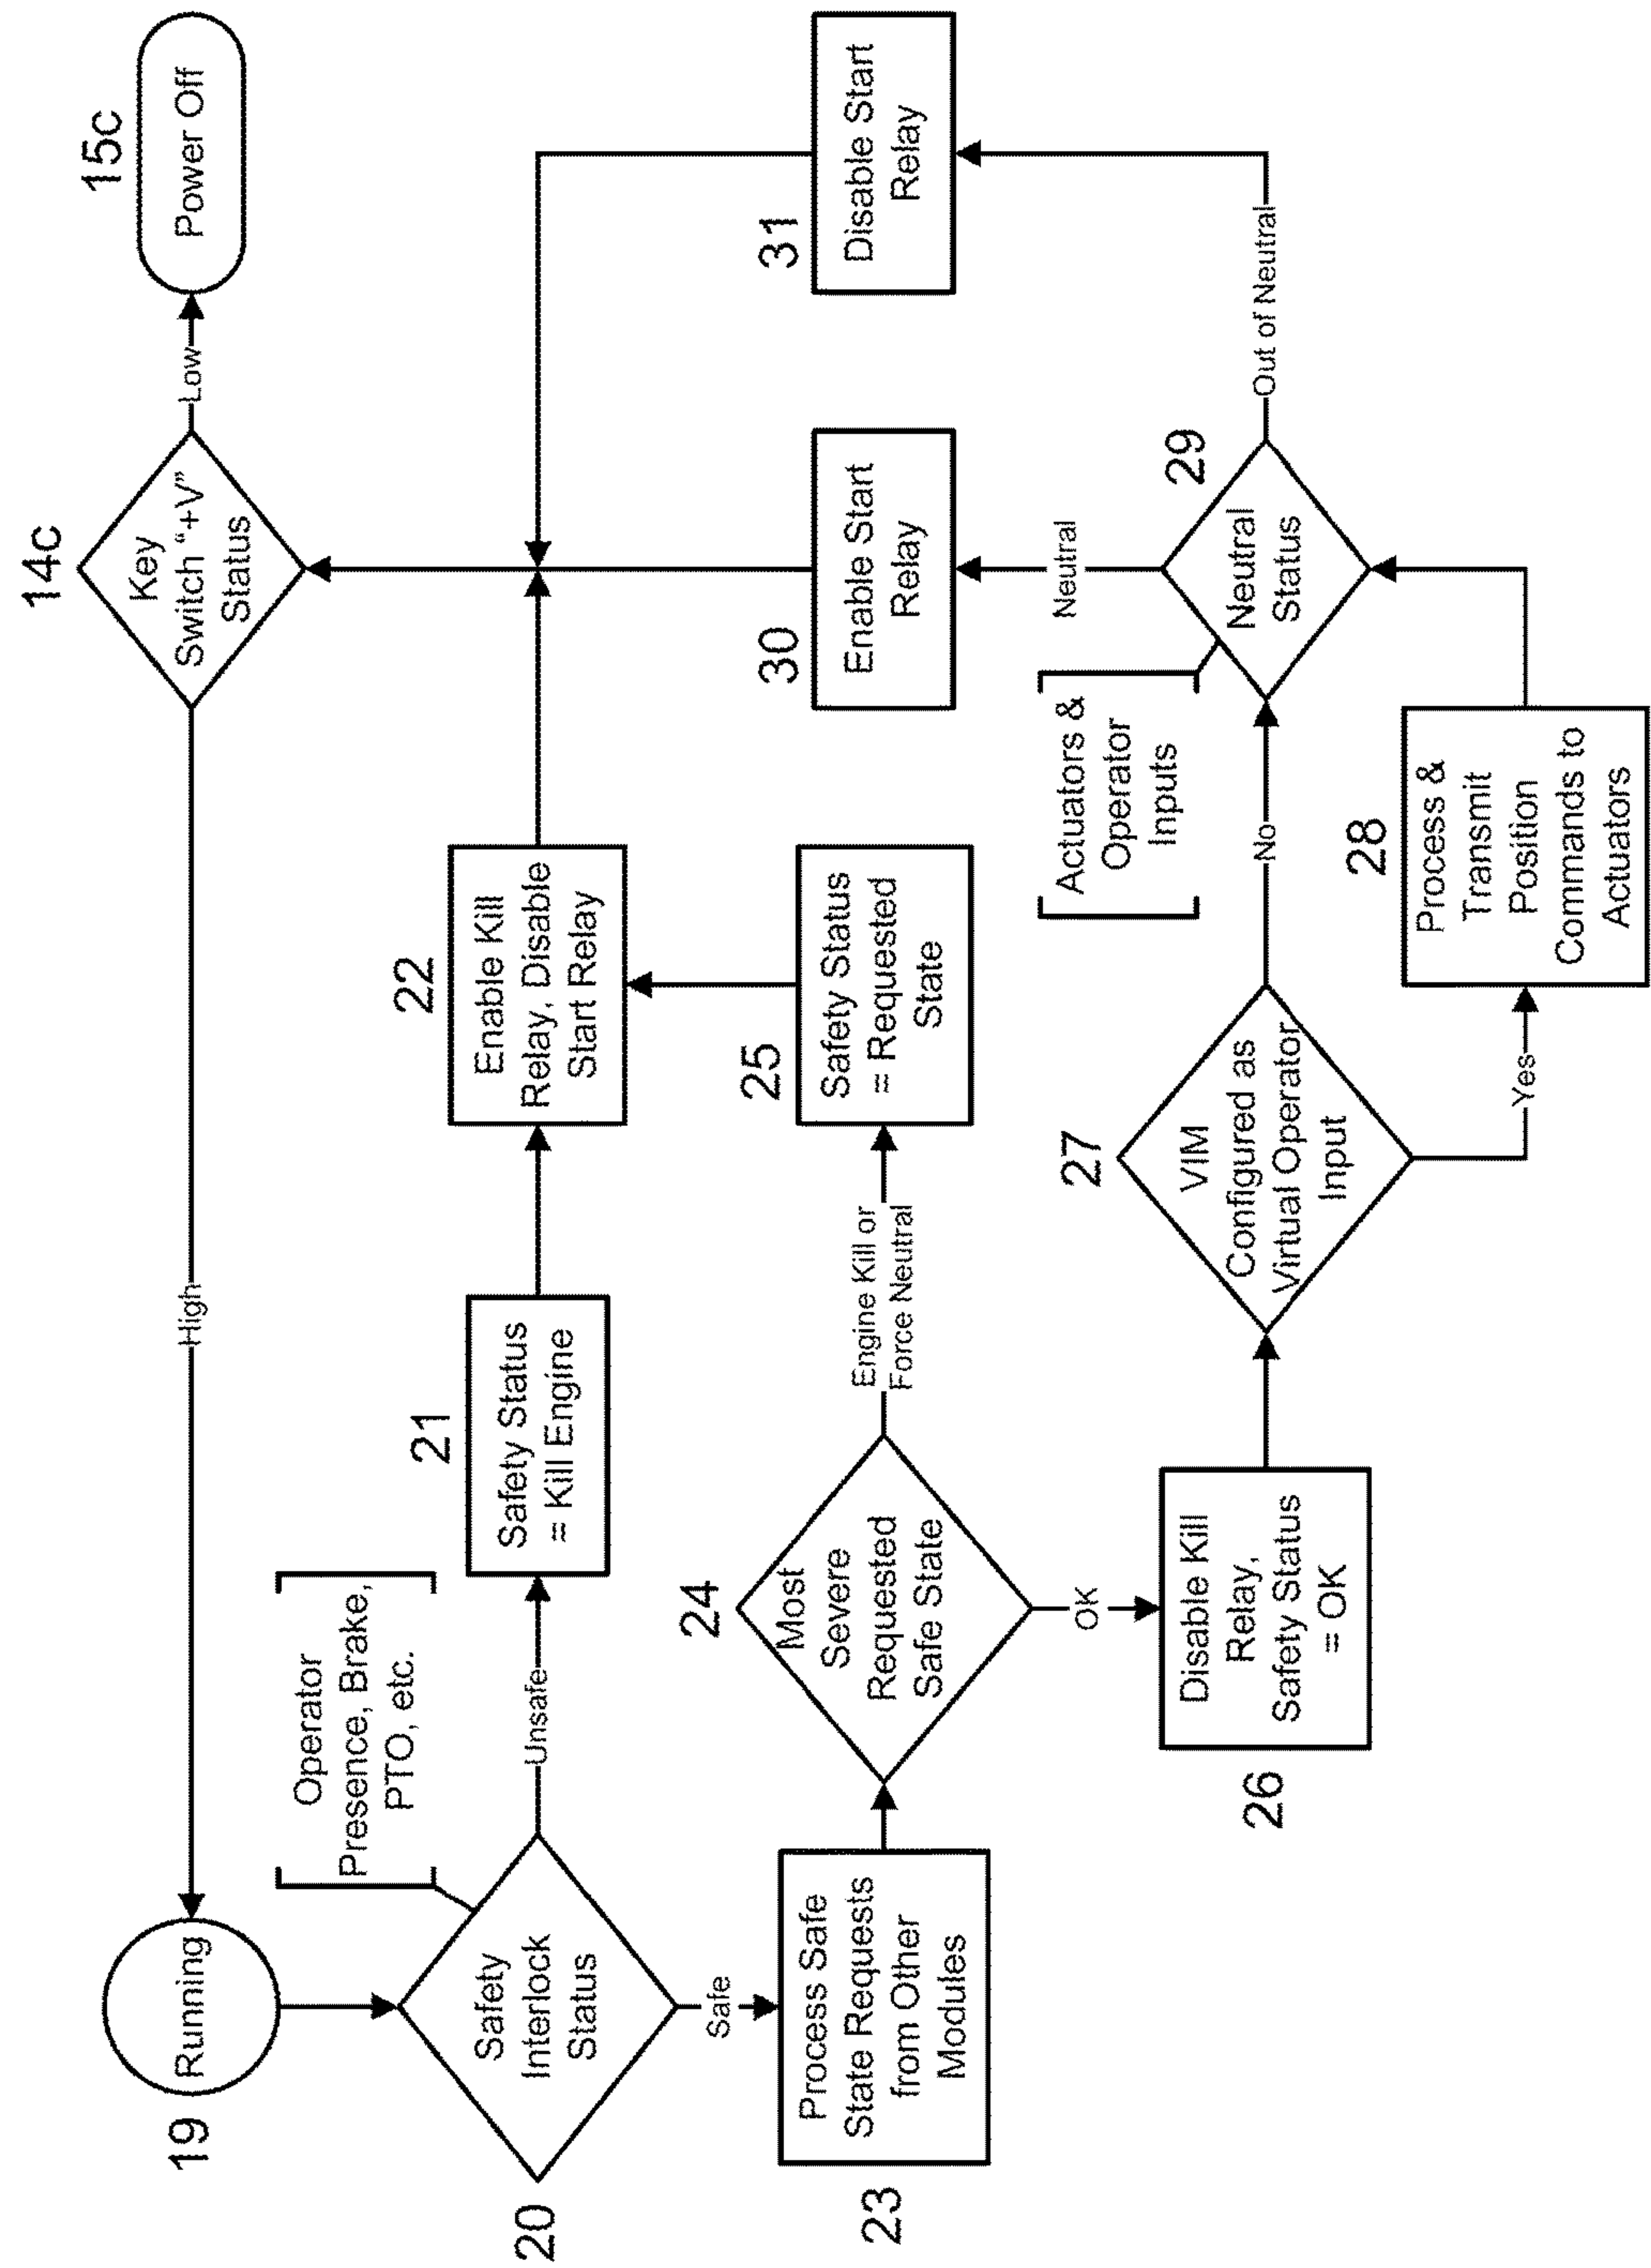 19
Running
High
14c
Key
Switch "+V"
Status
Low
15c
Power Off
20
Safety
Interlock
Status
Operator
Presence, Brake,
PTO, etc.
Unsafe
21
Safety Status
= Kill Engine
22
Enable Kill
Relay, Disable
Start Relay
Safe
23
Process Safe
State Requests
from Other
Modules
24
Most
Severe
Requested
Safe State
Engine Kill or
Force Neutral
25
Safety Status
= Requested
State
OK
26
Disable Kill
Relay,
Safety Status
= OK
27
VIM
Configured as
Virtual Operator
Input
No
Yes
28
Process &
Transmit
Position
Commands to
Actuators
Actuators &
Operator
Inputs
29
Neutral
Status
Neutral
30
Enable Start
Relay
Out of Neutral
31
Disable Start
Relay